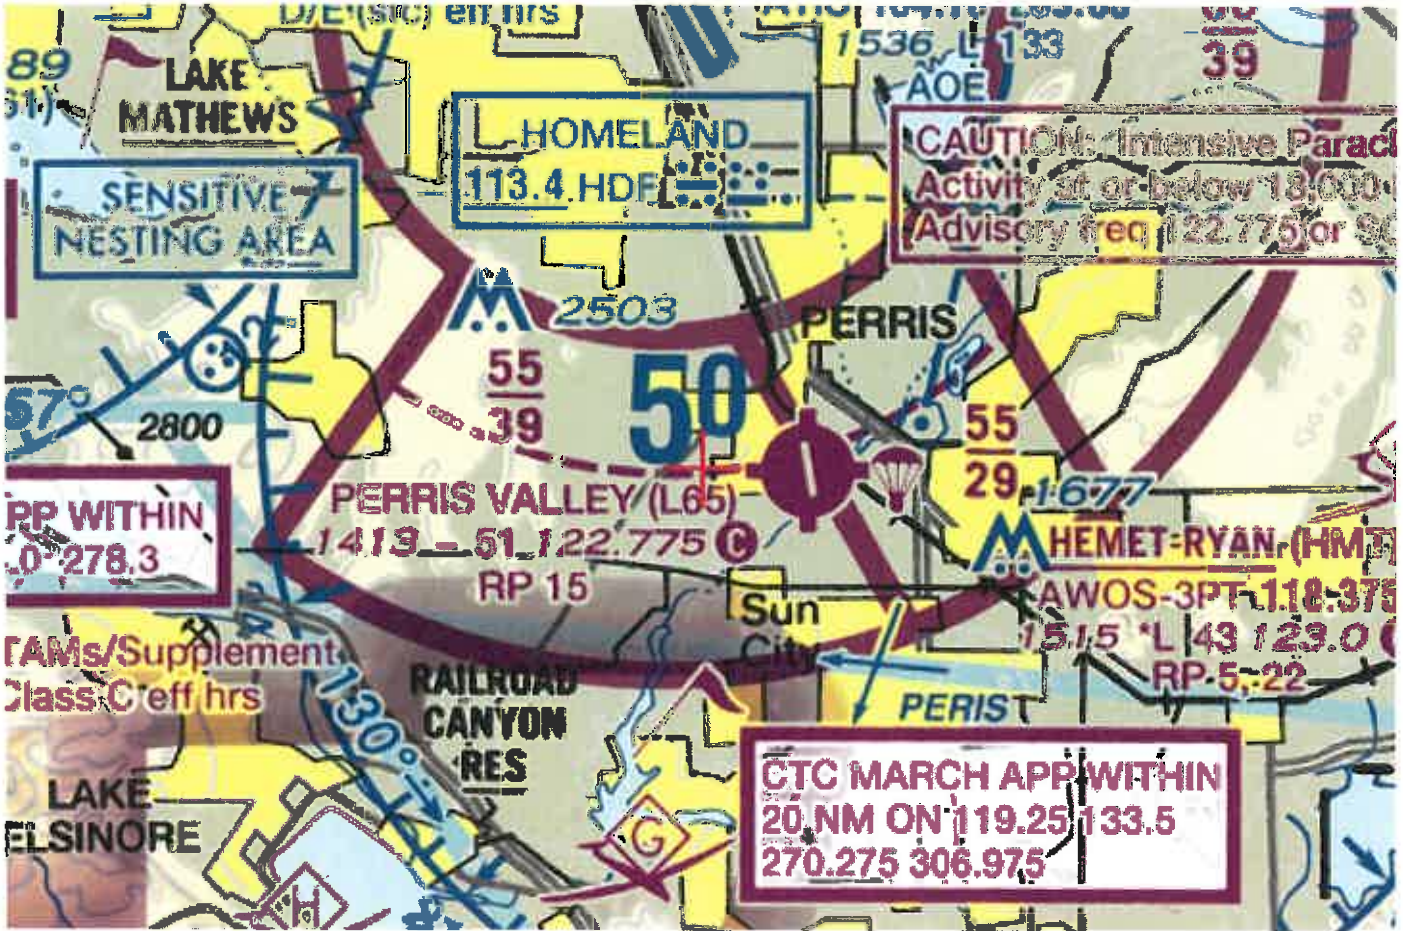 D/E (sfc) eff hrs
1536 L 133
39
89
LAKE
MATHEWS
AOE
HOMELAND
113.4 HDF
CAUTION: Intensive Parach
Activity at or below 13,000
Advisory freq 122.775 or
SENSITIVE
NESTING AREA
2503
PERRIS
55
39
50
67°
2800
55
29
1677
PERRIS VALLEY (L65)
1413 - 51 122.775 C
RP 15
PP WITHIN
.0 278.3
HEMET-RYAN (HMT)
AWOS-3PT 118.375
1515 *L 43 123.0
RP 5, 22
Sun
City
TAMs/Supplement
Class C eff hrs
RAILROAD
CANYON
RES
130°
PERIS
CTC MARCH APP WITHIN
20 NM ON 119.25 133.5
270.275 306.975
LAKE
ELSINORE
G
H